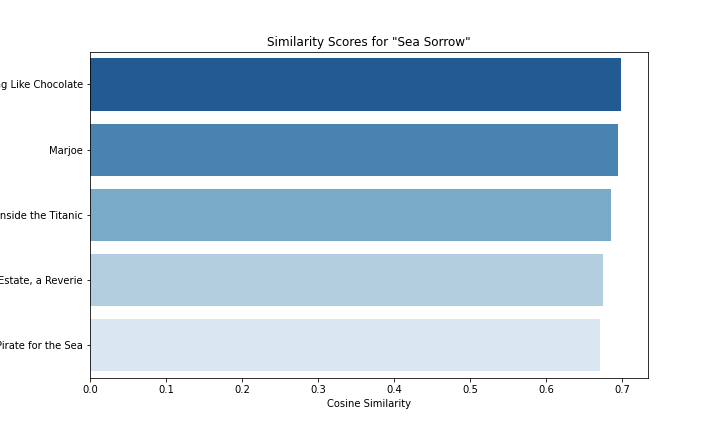 Similarity Scores for "Sea Sorrow"
g Like Chocolate
Marjoe
nside the Titanic
Estate, a Reverie
Pirate for the Sea
0.0 0.1 0.2 0.3 0.4 0.5 0.6 0.7
Cosine Similarity